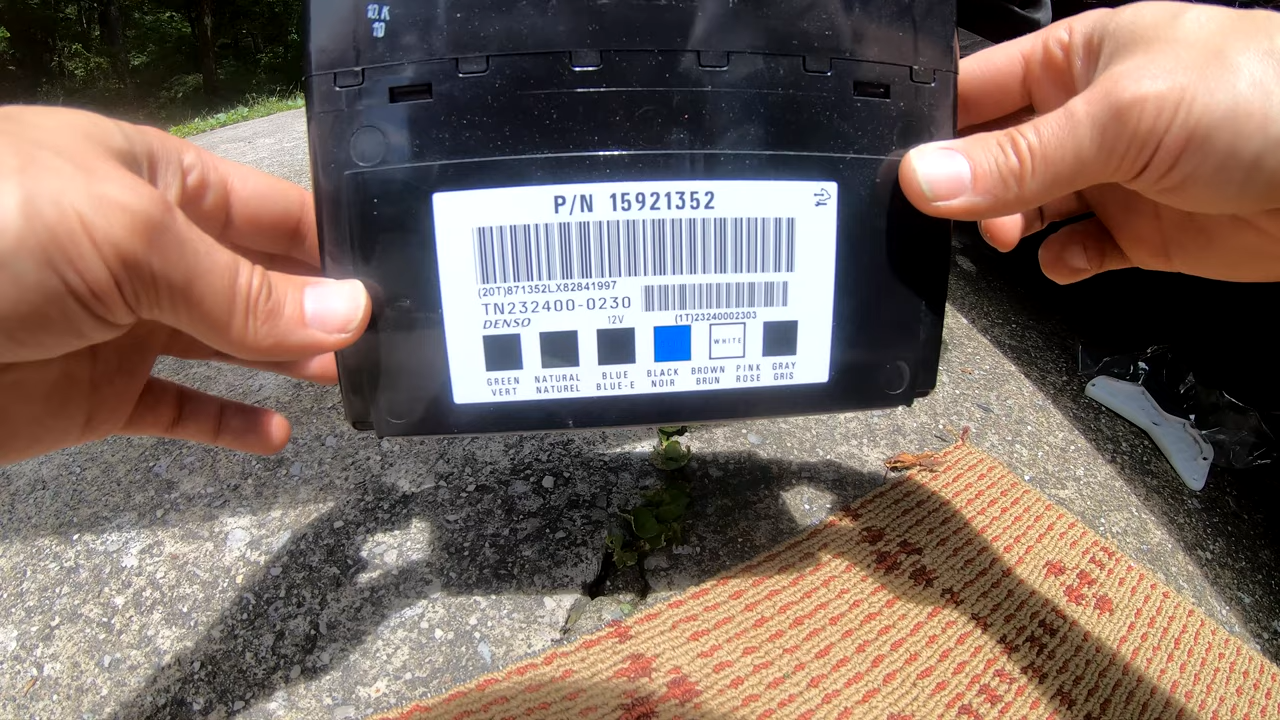 10.K
10
P/N 15921352
(20T)871352LX82841997
TN232400-0230
(1T)23240002303
DENSO 12V
WHITE
GREEN NATURAL BLUE BLACK BROWN PINK GRAY
VERT NATUREL BLUE-E NOIR BRUN ROSE GRIS